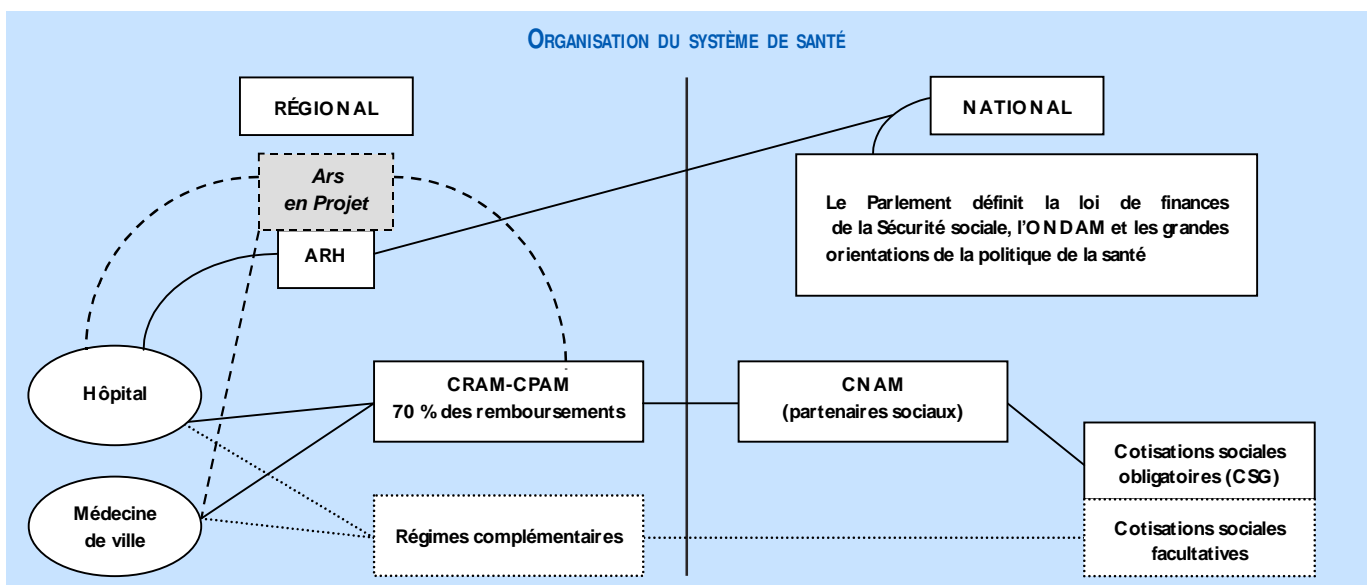 ORGANISATION DU SYSTÈME DE SANTÉ
RÉGIONAL
NATIONAL
Ars
en Projet
ARH
Le Parlement définit la loi de finances
de la Sécurité sociale, l'ONDAM et les grandes
orientations de la politique de la santé
Hôpital
CRAM-CPAM
70 % des remboursements
CNAM
(partenaires sociaux)
Cotisations sociales
obligatoires (CSG)
Médecine
de ville
Régimes complémentaires
Cotisations sociales
facultatives